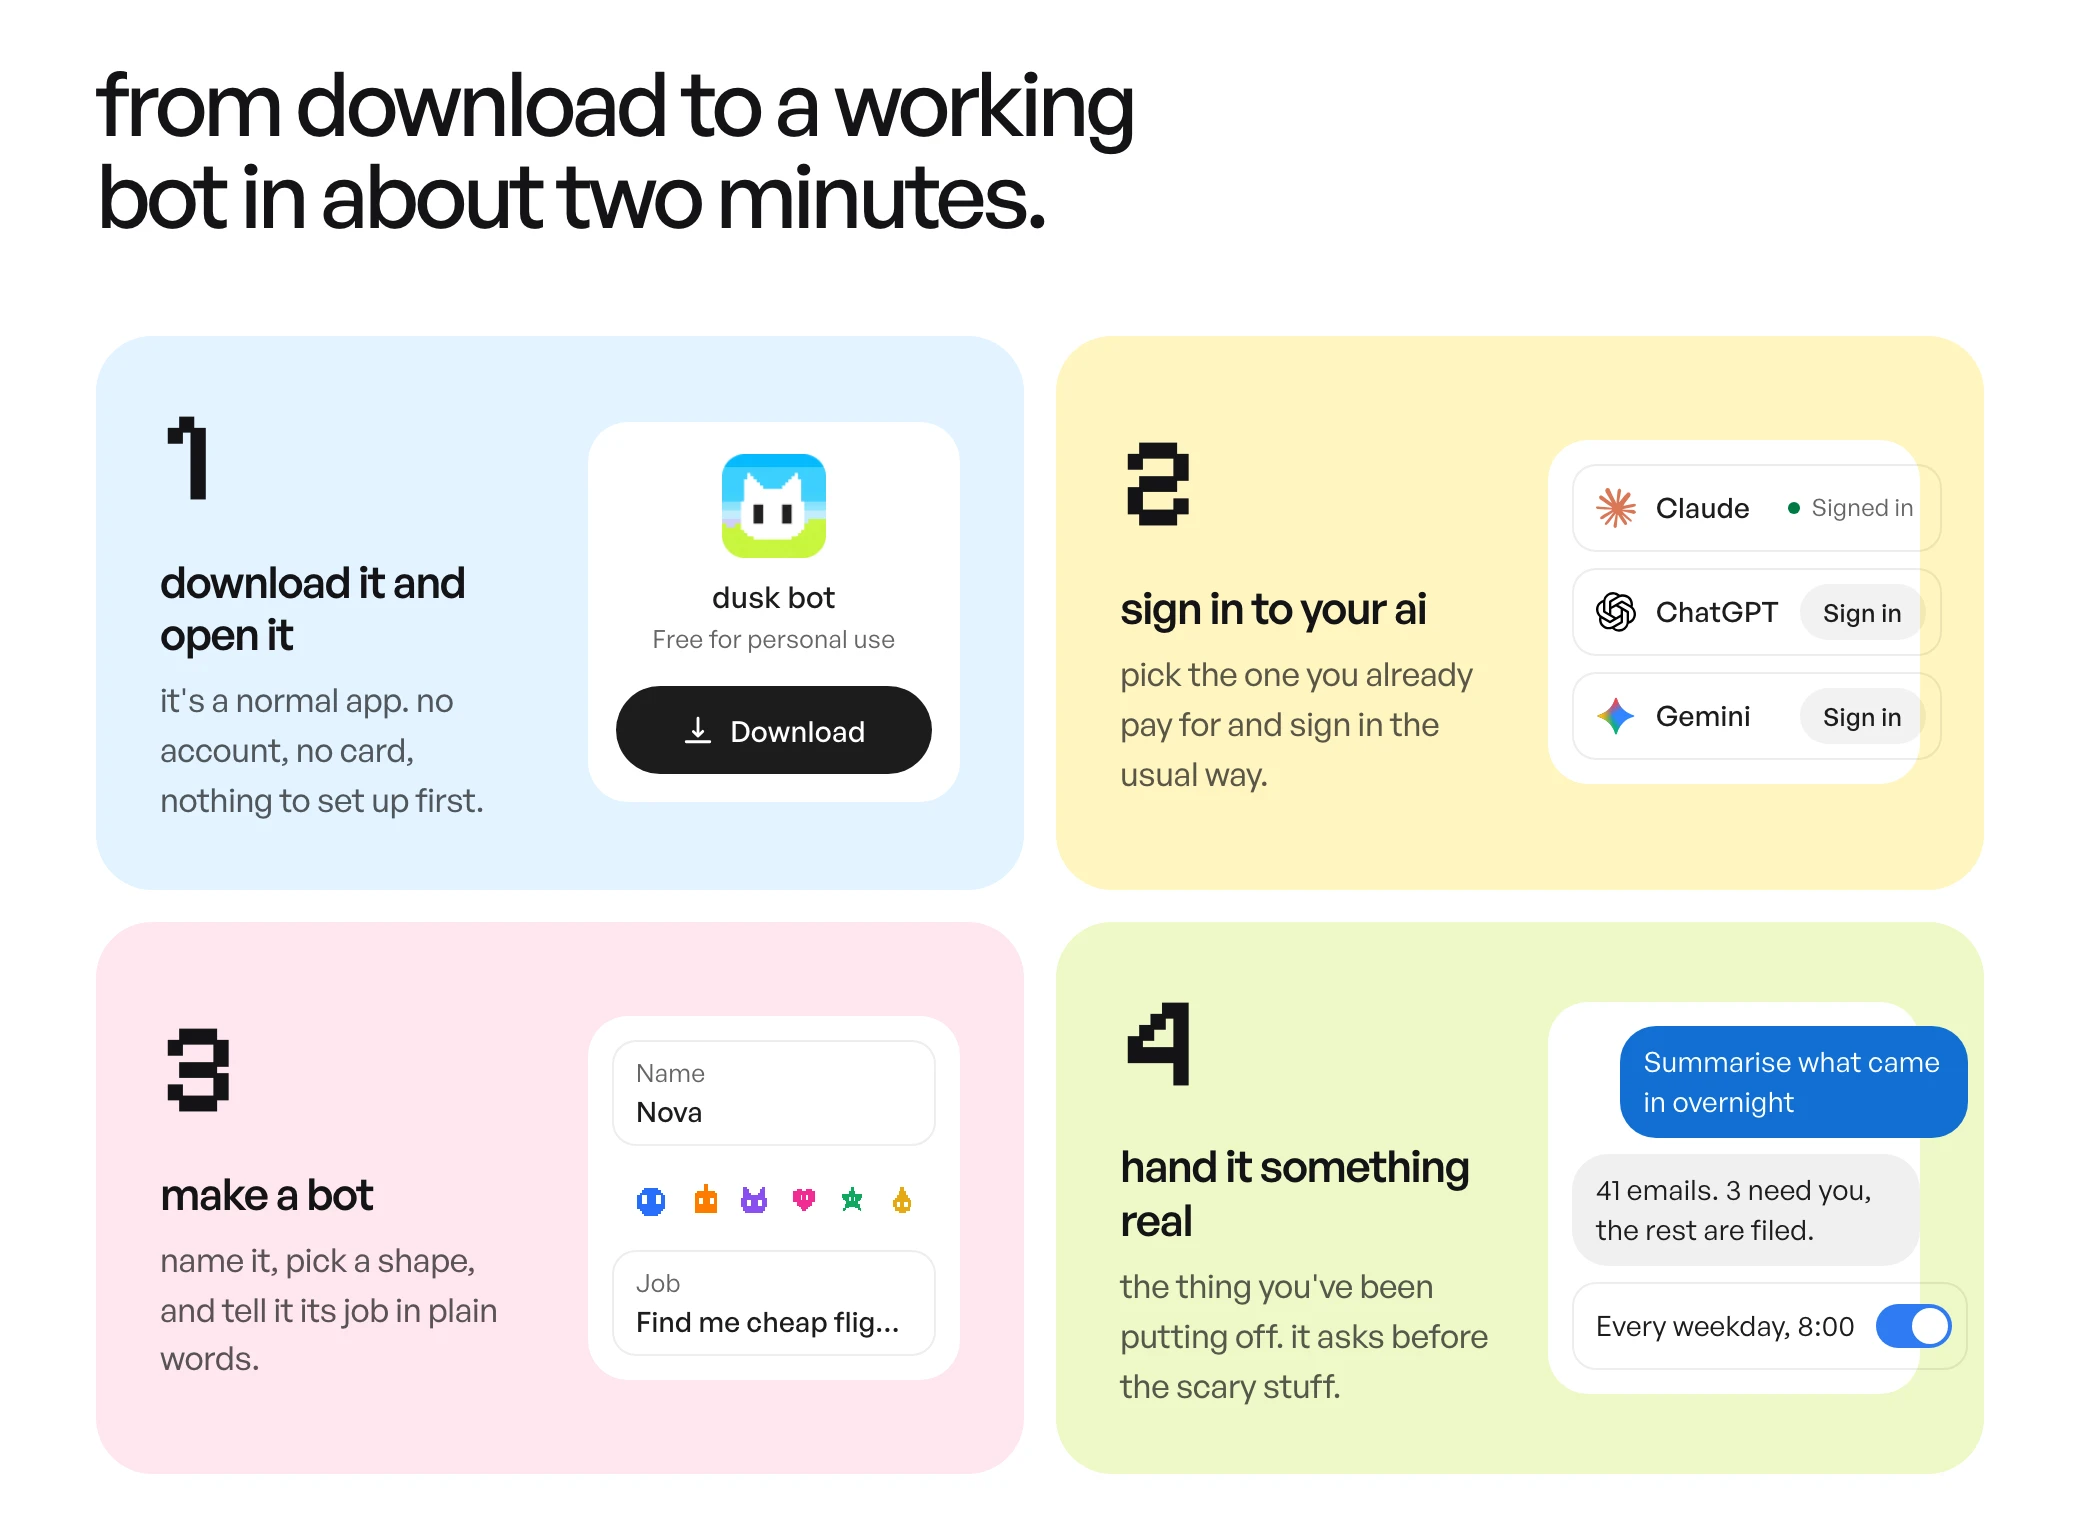 from download to a working
bot in about two minutes.
1
download it and
open it
it's a normal app. no
account, no card,
nothing to set up first.
dusk bot
Free for personal use
Download
2
sign in to your ai
pick the one you already
pay for and sign in the
usual way.
Claude Signed in
ChatGPT Sign in
Gemini Sign in
3
make a bot
name it, pick a shape,
and tell it its job in plain
words.
Name
Nova
Job
Find me cheap flig...
4
hand it something
real
the thing you've been
putting off. it asks before
the scary stuff.
Summarise what came
in overnight
41 emails. 3 need you,
the rest are filed.
Every weekday, 8:00